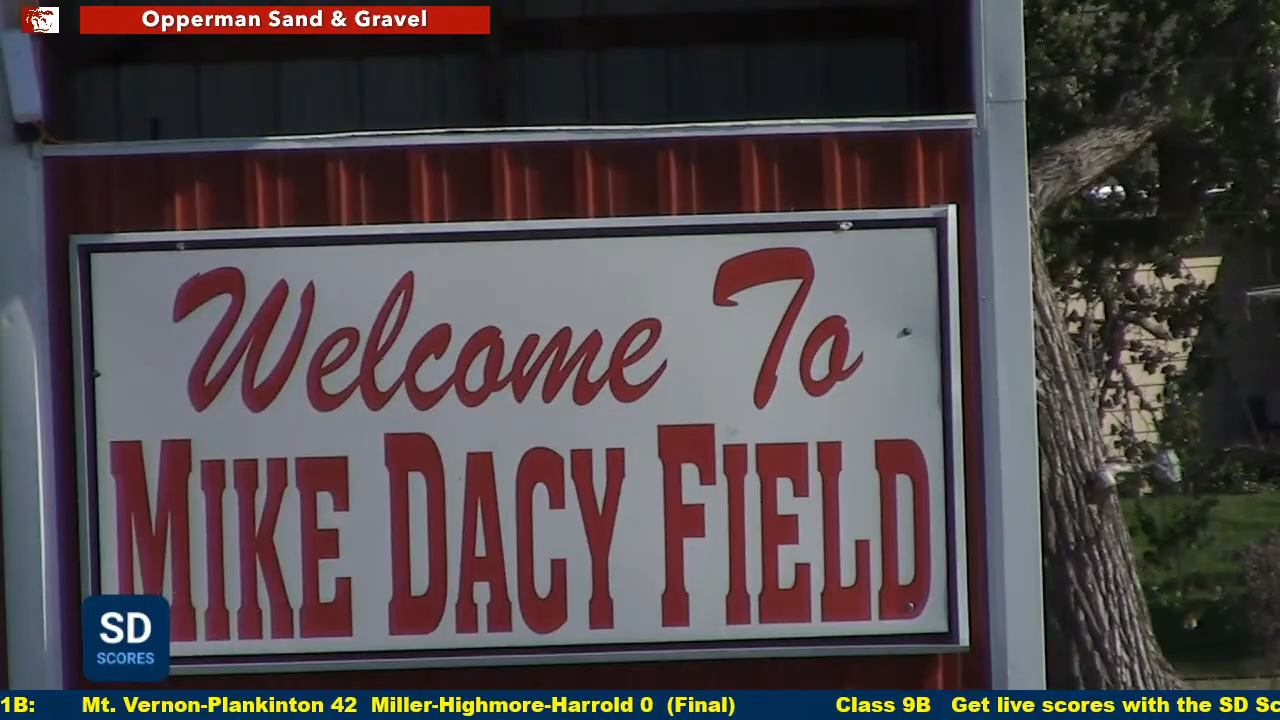 Opperman Sand & Gravel
Welcome To
MIKE DACY FIELD
SD
SCORES
1B: Mt. Vernon-Plankinton 42 Miller-Highmore-Harrold 0 (Final) Class 9B Get live scores with the SD Sc